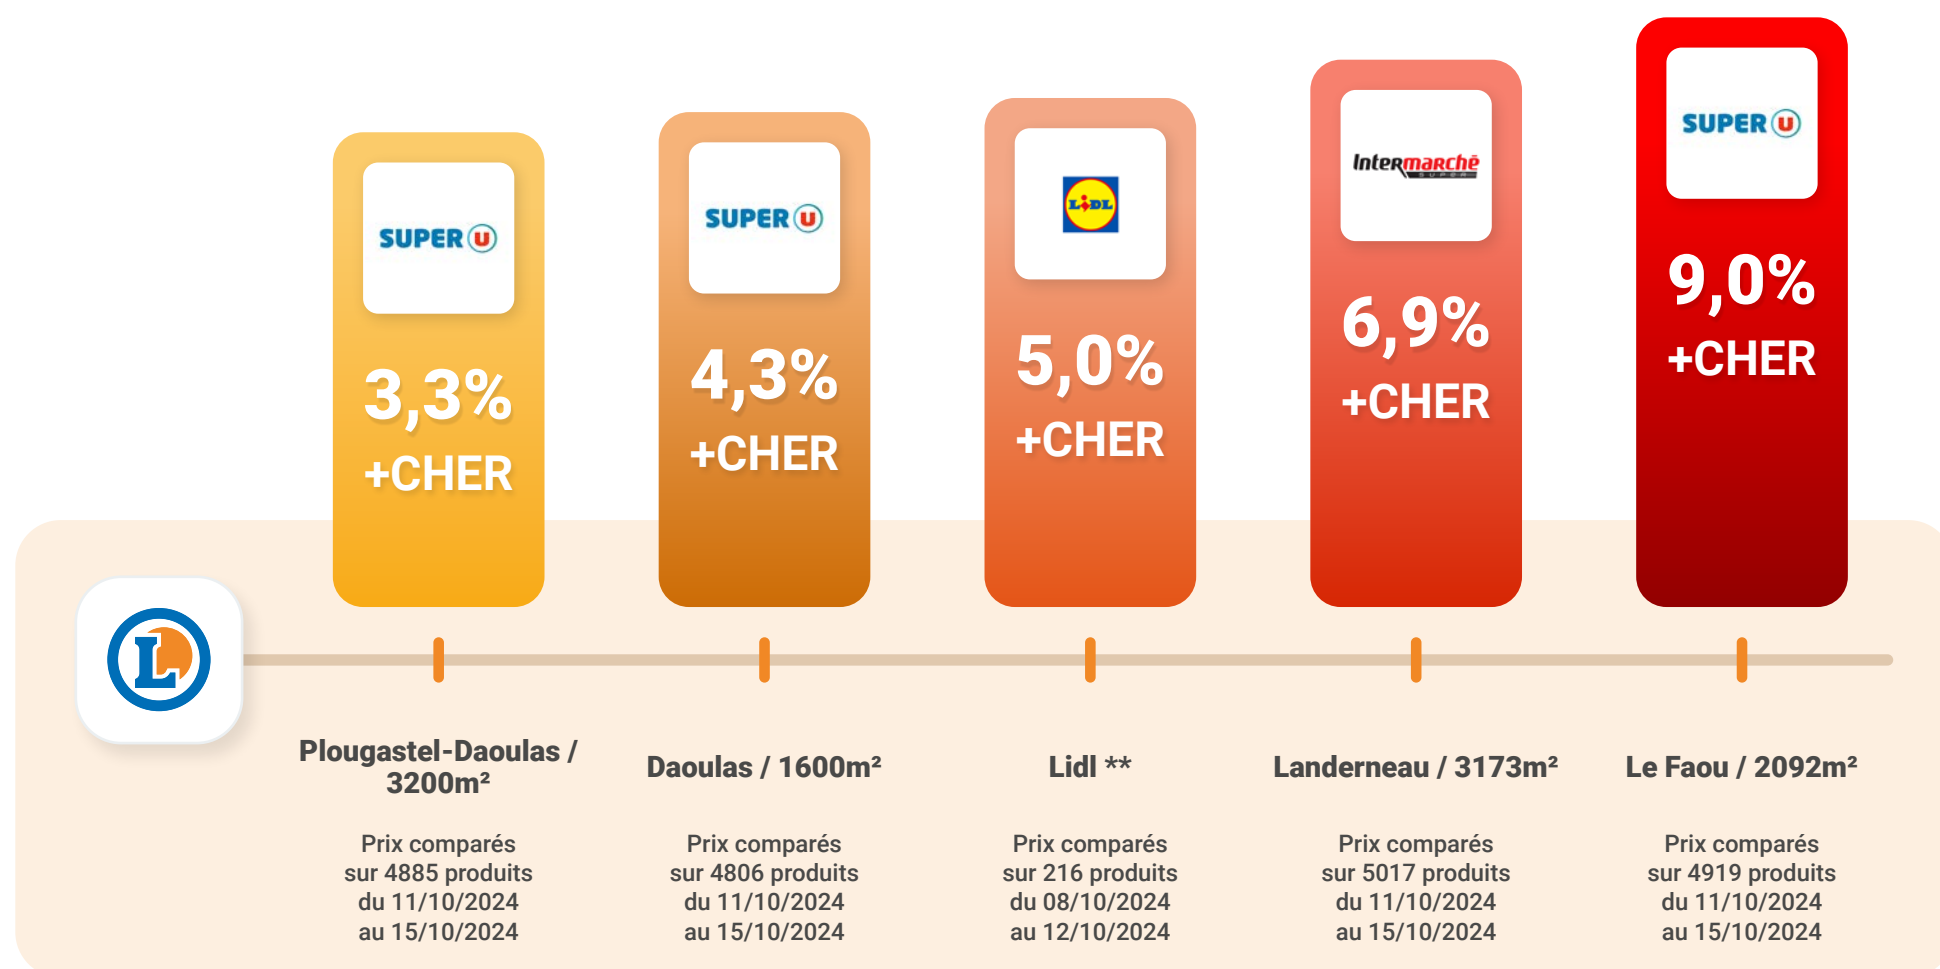 SUPER U
3,3%
+CHER
SUPER U
4,3%
+CHER
LIDL
5,0%
+CHER
Intermarché
SUPER
6,9%
+CHER
SUPER U
9,0%
+CHER
L
Plougastel-Daoulas /
3200m²
Prix comparés
sur 4885 produits
du 11/10/2024
au 15/10/2024
Daoulas / 1600m²
Prix comparés
sur 4806 produits
du 11/10/2024
au 15/10/2024
Lidl **
Prix comparés
sur 216 produits
du 08/10/2024
au 12/10/2024
Landerneau / 3173m²
Prix comparés
sur 5017 produits
du 11/10/2024
au 15/10/2024
Le Faou / 2092m²
Prix comparés
sur 4919 produits
du 11/10/2024
au 15/10/2024